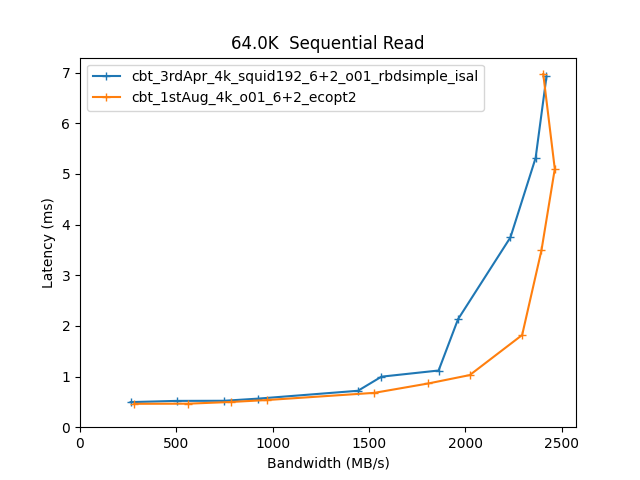 64.0K  Sequential Read
cbt_3rdApr_4k_squid192_6+2_o01_rbdsimple_isal
cbt_1stAug_4k_o01_6+2_ecopt2
Latency (ms)
7
6
5
4
3
2
1
0
0 500 1000 1500 2000 2500
Bandwidth (MB/s)